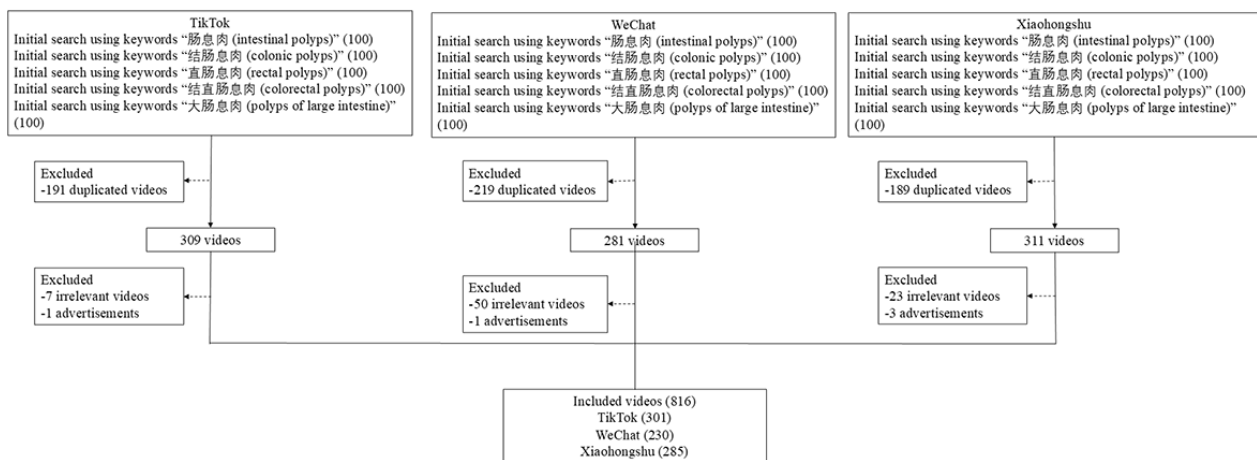 TikTok
Initial search using keywords “肠息肉 (intestinal polyps)” (100)
Initial search using keywords “结肠息肉 (colonic polyps)” (100)
Initial search using keywords “直肠息肉 (rectal polyps)” (100)
Initial search using keywords “结直肠息肉 (colorectal polyps)” (100)
Initial search using keywords “大肠息肉 (polyps of large intestine)”
(100)
WeChat
Initial search using keywords “肠息肉 (intestinal polyps)” (100)
Initial search using keywords “结肠息肉 (colonic polyps)” (100)
Initial search using keywords “直肠息肉 (rectal polyps)” (100)
Initial search using keywords “结直肠息肉 (colorectal polyps)” (100)
Initial search using keywords “大肠息肉 (polyps of large intestine)”
(100)
Xiaohongshu
Initial search using keywords “肠息肉 (intestinal polyps)” (100)
Initial search using keywords “结肠息肉 (colonic polyps)” (100)
Initial search using keywords “直肠息肉 (rectal polyps)” (100)
Initial search using keywords “结直肠息肉 (colorectal polyps)” (100)
Initial search using keywords “大肠息肉 (polyps of large intestine)”
(100)
Excluded
-191 duplicated videos
Excluded
-219 duplicated videos
Excluded
-189 duplicated videos
309 videos
281 videos
311 videos
Excluded
-7 irrelevant videos
-1 advertisements
Excluded
-50 irrelevant videos
-1 advertisements
Excluded
-23 irrelevant videos
-3 advertisements
Included videos (816)
TikTok (301)
WeChat (230)
Xiaohongshu (285)